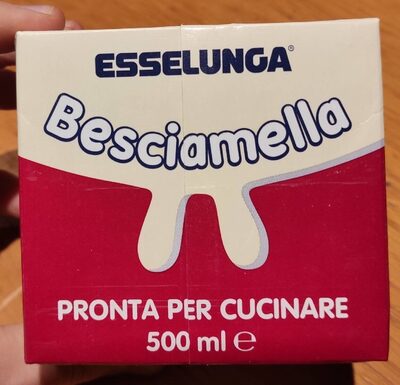 ESSELUNGA®
Besciamella
PRONTA PER CUCINARE
500 ml ℮